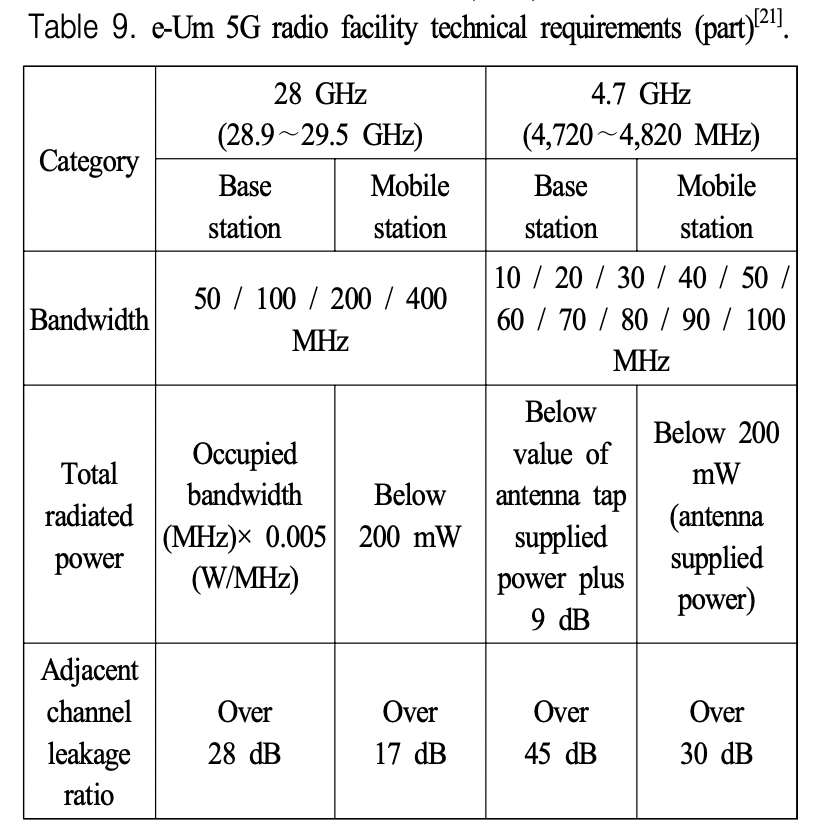 Table 9. e-Um 5G radio facility technical requirements (part)[21].
Category
28 GHz
(28.9～29.5 GHz)
4.7 GHz
(4,720～4,820 MHz)
Base
station
Mobile
station
Base
station
Mobile
station
Bandwidth
50 / 100 / 200 / 400
MHz
10 / 20 / 30 / 40 / 50 /
60 / 70 / 80 / 90 / 100
MHz
Total
radiated
power
Occupied
bandwidth
(MHz)× 0.005
(W/MHz)
Below
200 mW
Below
value of
antenna tap
supplied
power plus
9 dB
Below 200
mW
(antenna
supplied
power)
Adjacent
channel
leakage
ratio
Over
28 dB
Over
17 dB
Over
45 dB
Over
30 dB